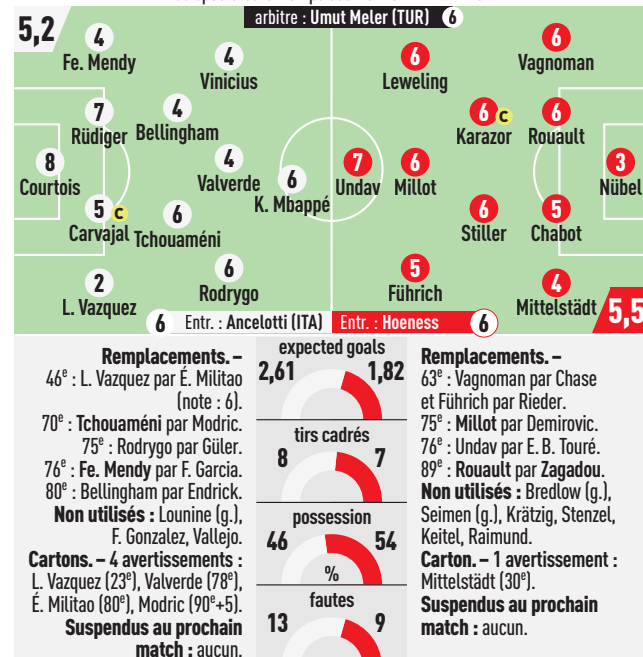 arbitre : Umut Meler (TUR) 6
5,2
4
Fe. Mendy
4
Vinicius
7
Rüdiger
4
Bellingham
8
Courtois
4
Valverde
6
K. Mbappé
5 C
Carvajal
6
Tchouaméni
2
L. Vazquez
6
Rodrygo
6
Leweling
6
Vagnoman
6 C
Karazor
6
Rouault
7
Undav
6
Millot
3
Nübel
6
Stiller
5
Chabot
5
Führich
4
Mittelstädt
5,5
6 Entr. : Ancelotti (ITA)
Entr. : Hoeness 6
Remplacements. –
46e : L. Vazquez par É. Militao
(note : 6).
70e : Tchouaméni par Modric.
75e : Rodrygo par Güler.
76e : Fe. Mendy par F. Garcia.
80e : Bellingham par Endrick.
Non utilisés : Lounine (g.),
F. Gonzalez, Vallejo.
Cartons. – 4 avertissements :
L. Vazquez (23e), Valverde (78e),
É. Militao (80e), Modric (90e+5).
Suspendus au prochain
match : aucun.
expected goals
2,61 1,82
tirs cadrés
8 7
possession
46 54
%
fautes
13 9
Remplacements. –
63e : Vagnoman par Chase
et Führich par Rieder.
75e : Millot par Demirovic.
76e : Undav par E. B. Touré.
89e : Rouault par Zagadou.
Non utilisés : Bredlow (g.),
Seimen (g.), Krätzig, Stenzel,
Keitel, Raimund.
Carton. – 1 avertissement :
Mittelstädt (30e).
Suspendus au prochain
match : aucun.